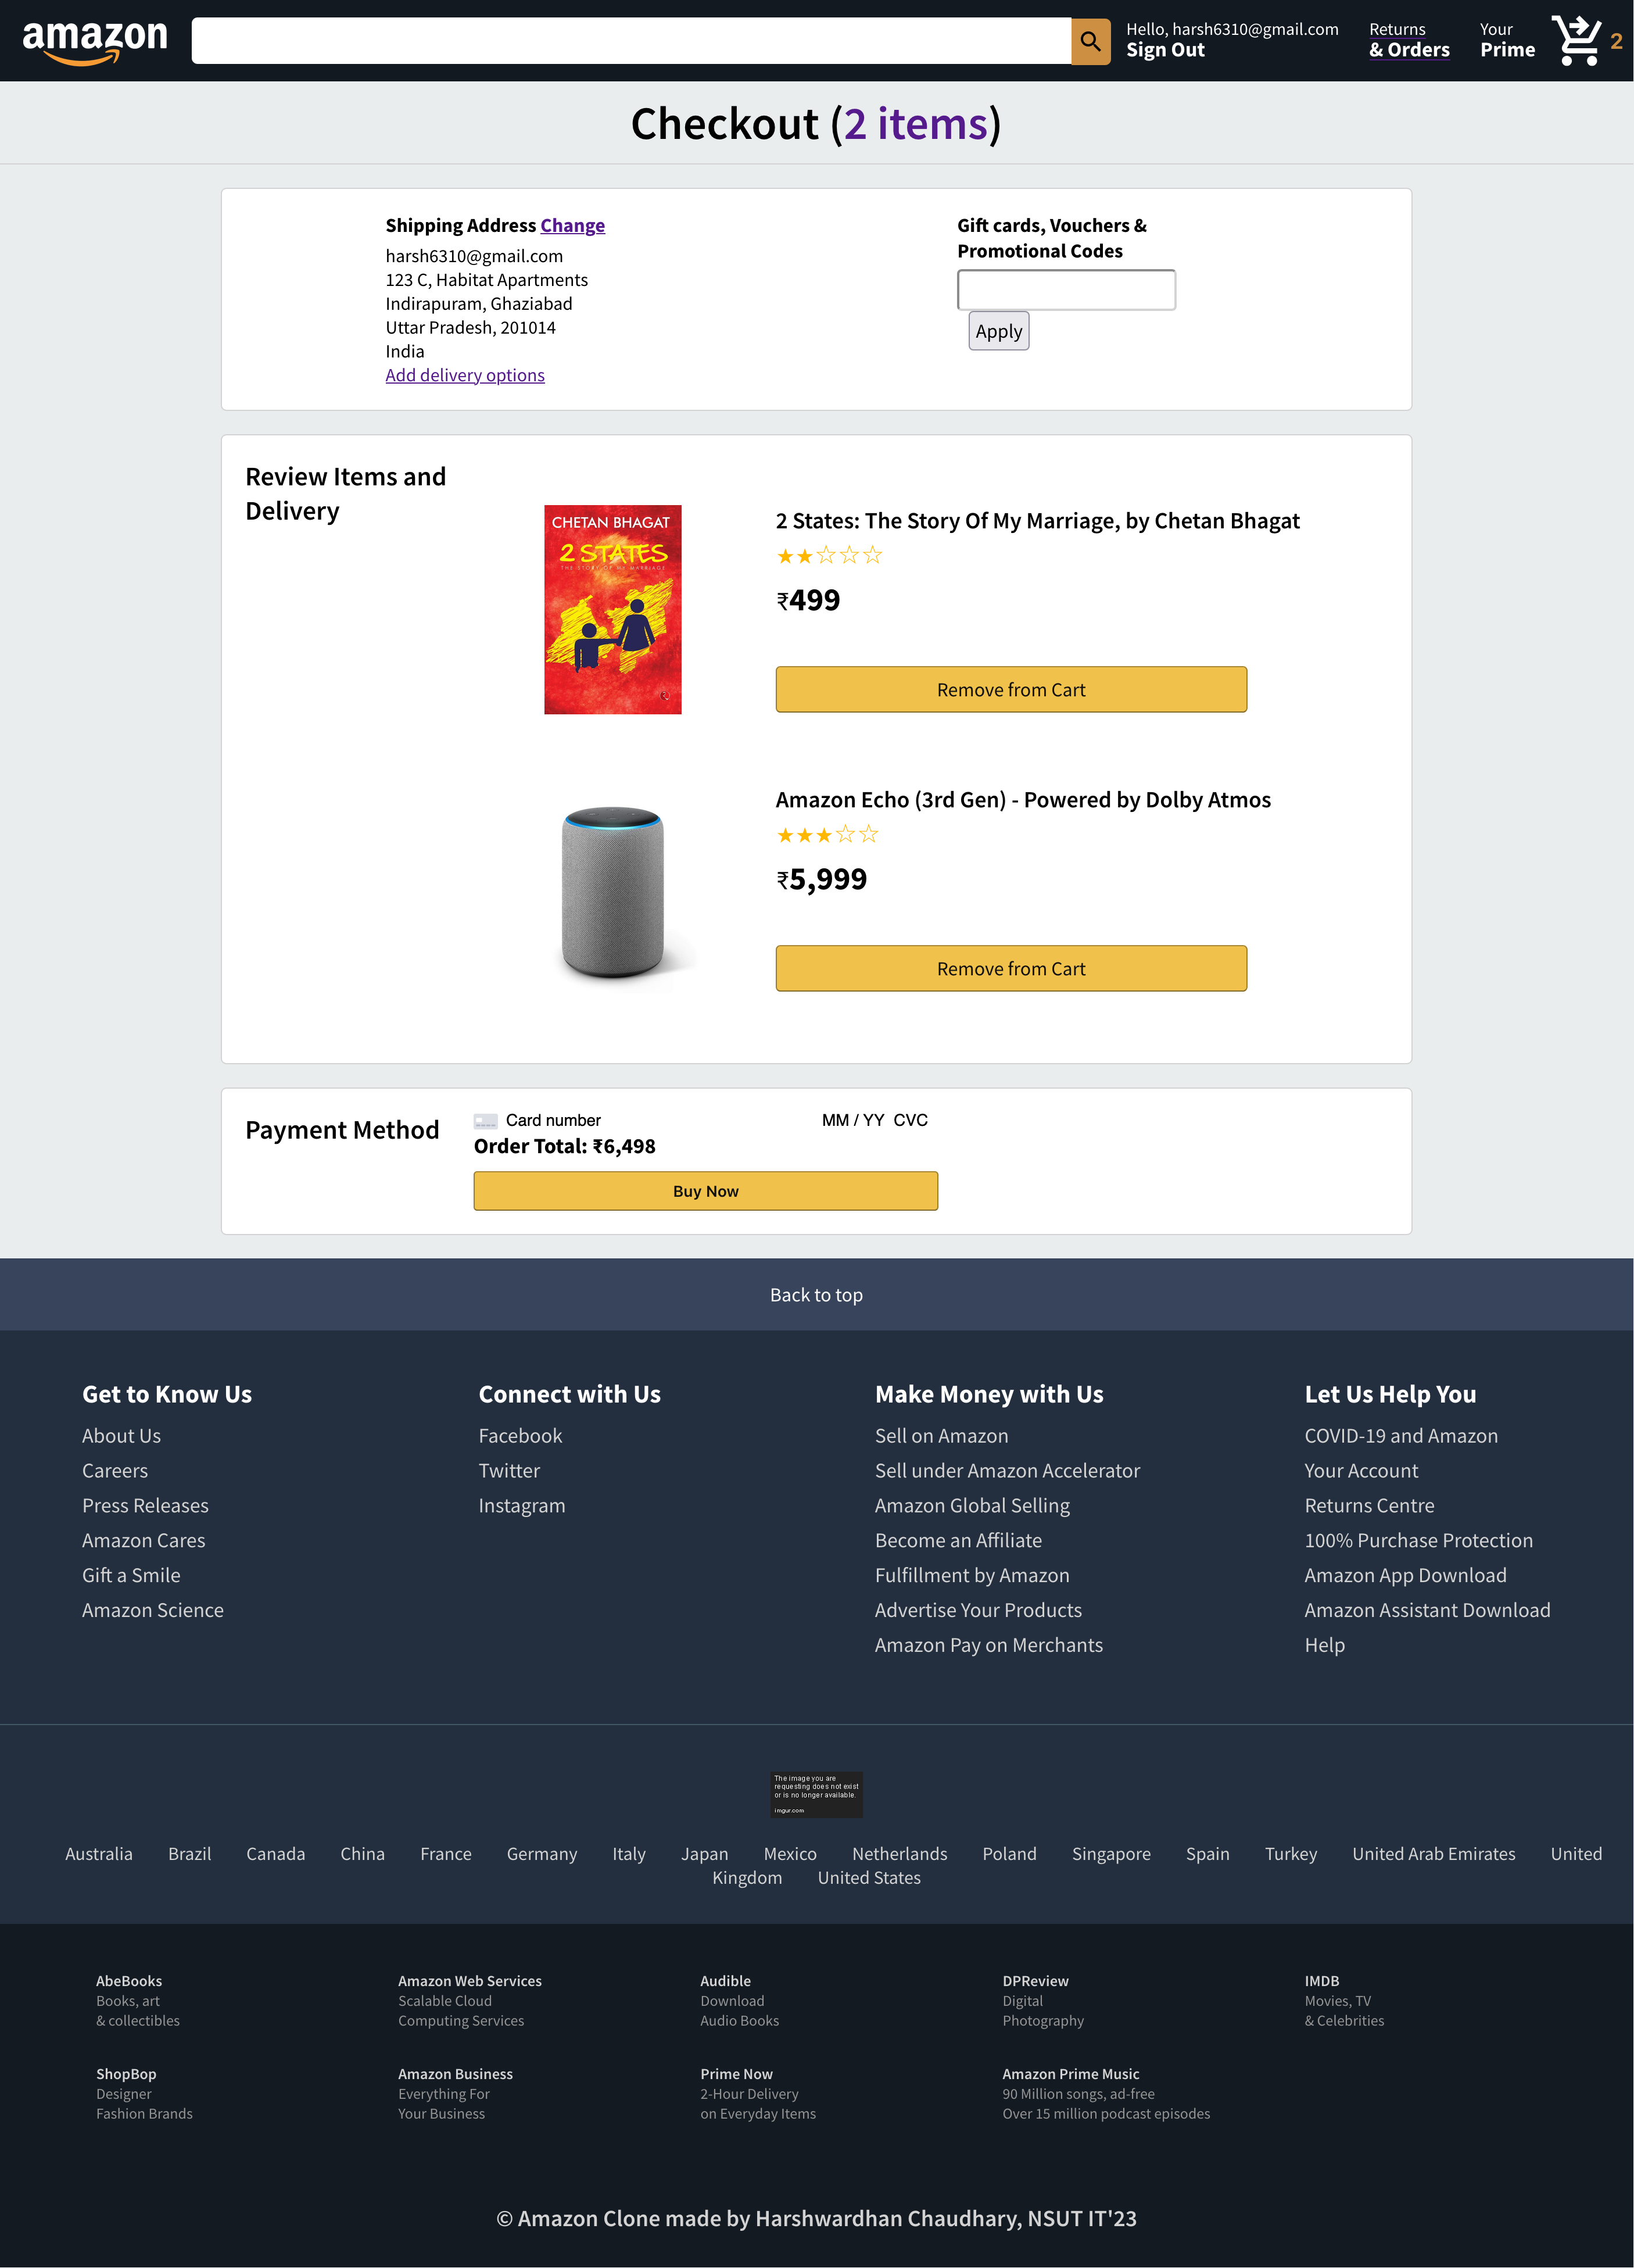 amazon
Hello, harsh6310@gmail.com
Sign Out
Returns
& Orders
Your
Prime
2
Checkout (2 items)
Shipping Address Change
harsh6310@gmail.com
123 C, Habitat Apartments
Indirapuram, Ghaziabad
Uttar Pradesh, 201014
India
Add delivery options
Gift cards, Vouchers &
Promotional Codes
Apply
Review Items and
Delivery
CHETAN BHAGAT
2 STATES
THE STORY OF MY MARRIAGE
2 States: The Story Of My Marriage, by Chetan Bhagat
₹499
Remove from Cart
Amazon Echo (3rd Gen) - Powered by Dolby Atmos
₹5,999
Remove from Cart
Payment Method
Card number
MM / YY CVC
Order Total: ₹6,498
Buy Now
Back to top
Get to Know Us
About Us
Careers
Press Releases
Amazon Cares
Gift a Smile
Amazon Science
Connect with Us
Facebook
Twitter
Instagram
Make Money with Us
Sell on Amazon
Sell under Amazon Accelerator
Amazon Global Selling
Become an Affiliate
Fulfillment by Amazon
Advertise Your Products
Amazon Pay on Merchants
Let Us Help You
COVID-19 and Amazon
Your Account
Returns Centre
100% Purchase Protection
Amazon App Download
Amazon Assistant Download
Help
The image you are
requesting does not exist
or is no longer available.
imgur.com
Australia Brazil Canada China France Germany Italy Japan Mexico Netherlands Poland Singapore Spain Turkey United Arab Emirates United
Kingdom United States
AbeBooks
Books, art
& collectibles
Amazon Web Services
Scalable Cloud
Computing Services
Audible
Download
Audio Books
DPReview
Digital
Photography
IMDB
Movies, TV
& Celebrities
ShopBop
Designer
Fashion Brands
Amazon Business
Everything For
Your Business
Prime Now
2-Hour Delivery
on Everyday Items
Amazon Prime Music
90 Million songs, ad-free
Over 15 million podcast episodes
© Amazon Clone made by Harshwardhan Chaudhary, NSUT IT'23